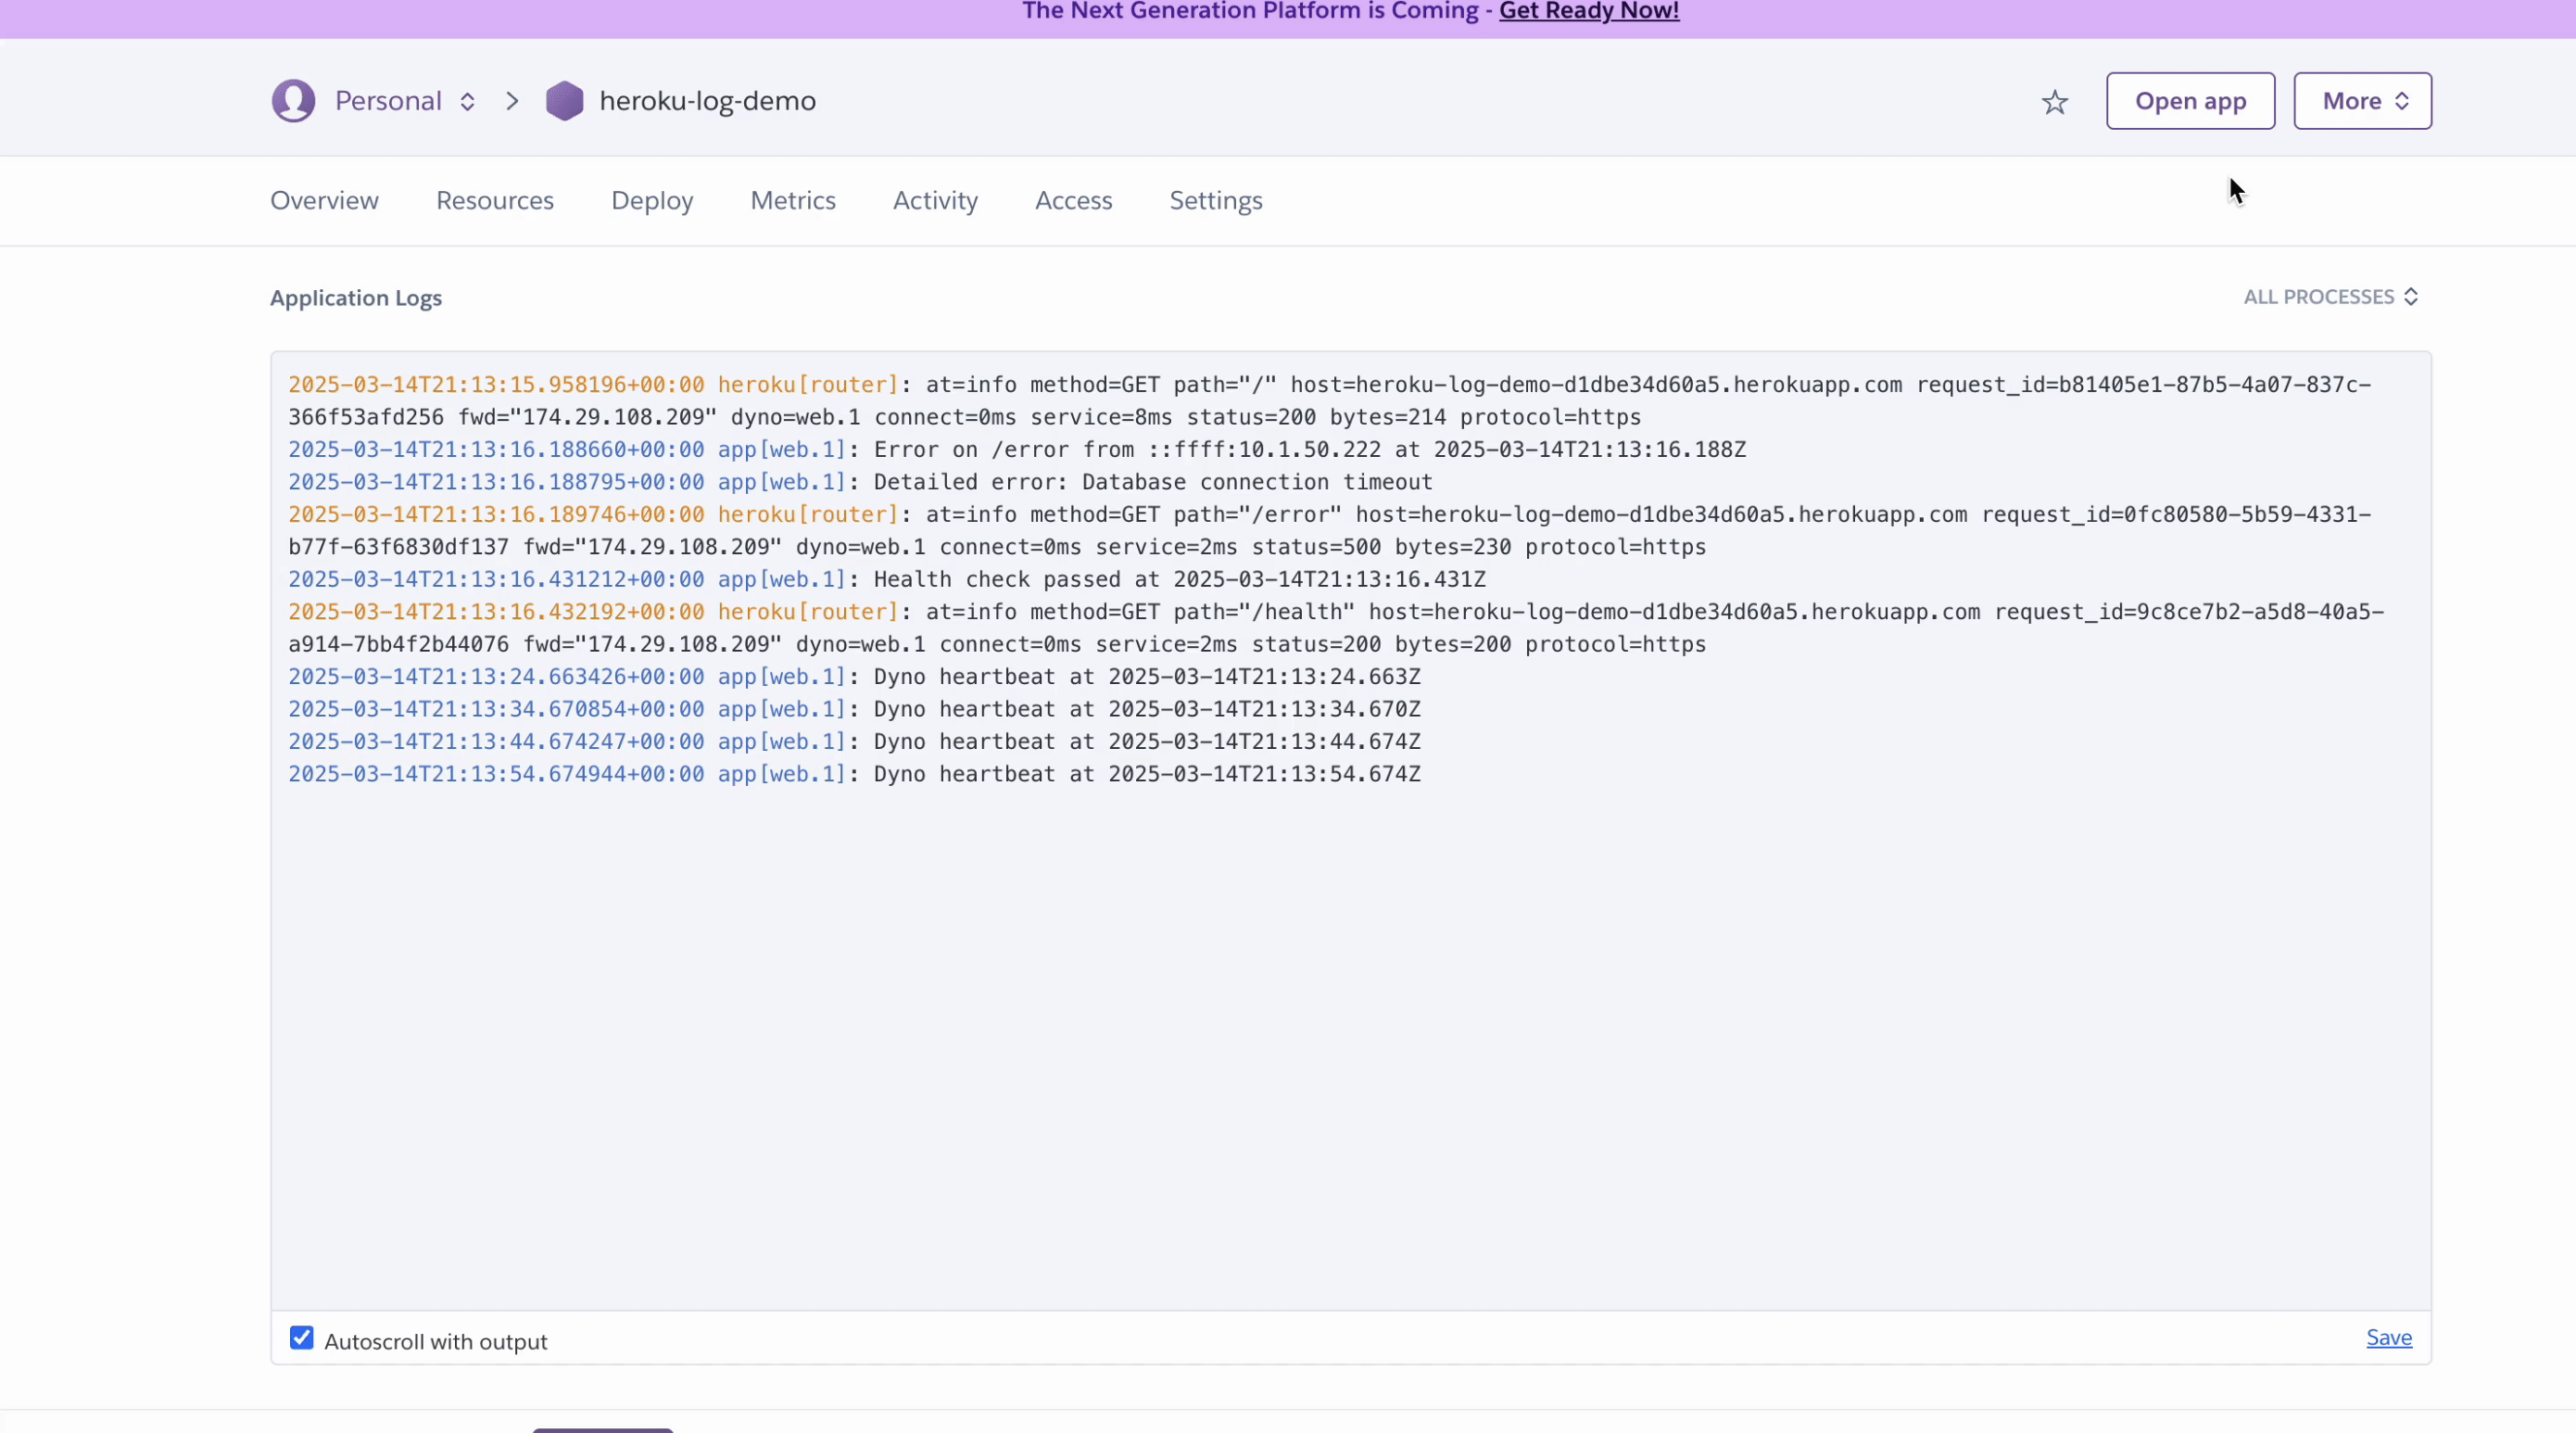 The Next Generation Platform is Coming - Get Ready Now!
Personal > heroku-log-demo
Open app
More
Overview Resources Deploy Metrics Activity Access Settings
Application Logs
ALL PROCESSES
2025-03-14T21:13:15.958196+00:00 heroku[router]: at=info method=GET path="/" host=heroku-log-demo-d1dbe34d60a5.herokuapp.com request_id=b81405e1-87b5-4a07-837c-
366f53afd256 fwd="174.29.108.209" dyno=web.1 connect=0ms service=8ms status=200 bytes=214 protocol=https
2025-03-14T21:13:16.188660+00:00 app[web.1]: Error on /error from ::ffff:10.1.50.222 at 2025-03-14T21:13:16.188Z
2025-03-14T21:13:16.188795+00:00 app[web.1]: Detailed error: Database connection timeout
2025-03-14T21:13:16.189746+00:00 heroku[router]: at=info method=GET path="/error" host=heroku-log-demo-d1dbe34d60a5.herokuapp.com request_id=0fc80580-5b59-4331-
b77f-63f6830df137 fwd="174.29.108.209" dyno=web.1 connect=0ms service=2ms status=500 bytes=230 protocol=https
2025-03-14T21:13:16.431212+00:00 app[web.1]: Health check passed at 2025-03-14T21:13:16.431Z
2025-03-14T21:13:16.432192+00:00 heroku[router]: at=info method=GET path="/health" host=heroku-log-demo-d1dbe34d60a5.herokuapp.com request_id=9c8ce7b2-a5d8-40a5-
a914-7bb4f2b44076 fwd="174.29.108.209" dyno=web.1 connect=0ms service=2ms status=200 bytes=200 protocol=https
2025-03-14T21:13:24.663426+00:00 app[web.1]: Dyno heartbeat at 2025-03-14T21:13:24.663Z
2025-03-14T21:13:34.670854+00:00 app[web.1]: Dyno heartbeat at 2025-03-14T21:13:34.670Z
2025-03-14T21:13:44.674247+00:00 app[web.1]: Dyno heartbeat at 2025-03-14T21:13:44.674Z
2025-03-14T21:13:54.674944+00:00 app[web.1]: Dyno heartbeat at 2025-03-14T21:13:54.674Z
Autoscroll with output
Save